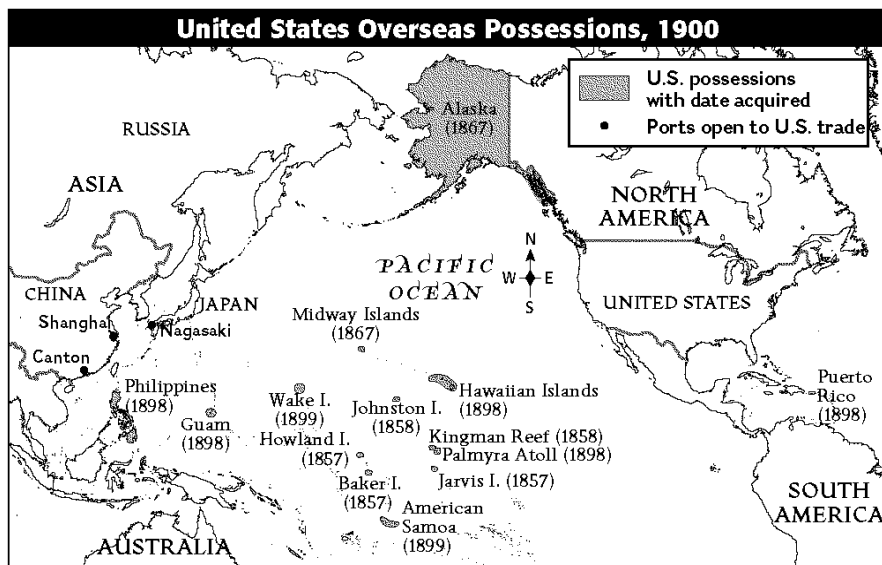 United States Overseas Possessions, 1900
U.S. possessions
with date acquired
Ports open to U.S. trade
Alaska
(1867)
RUSSIA
ASIA
NORTH
AMERICA
N
W
E
S
PACIFIC
OCEAN
CHINA
JAPAN
UNITED STATES
Shanghai
Nagasaki
Midway Islands
(1867)
Canton
Philippines
(1898)
Guam
(1898)
Wake I.
(1899)
Johnston I.
(1858)
Hawaiian Islands
(1898)
Puerto
Rico
(1898)
Howland I.
(1857)
Kingman Reef (1858)
Palmyra Atoll (1898)
Baker I.
(1857)
Jarvis I. (1857)
American
Samoa
(1899)
SOUTH
AMERICA
AUSTRALIA